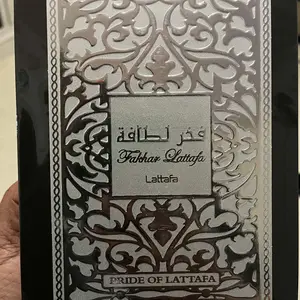 فخر لطافة
Fakhar Lattafa
Lattafa
PRIDE OF LATTAFA